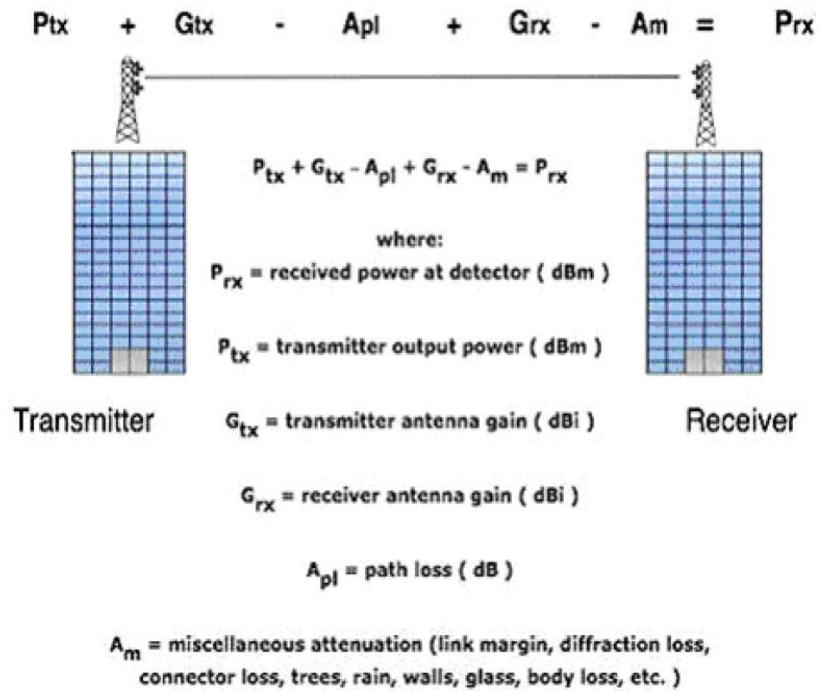 Ptx + Gtx - Apl + Grx - Am = Prx
Ptx + Gtx - Apl + Grx - Am = Prx
where:
Prx = received power at detector ( dBm )
Ptx = transmitter output power ( dBm )
Transmitter
Gtx = transmitter antenna gain ( dBi )
Receiver
Grx = receiver antenna gain ( dBi )
Apl = path loss ( dB )
Am = miscellaneous attenuation (link margin, diffraction loss,
connector loss, trees, rain, walls, glass, body loss, etc. )